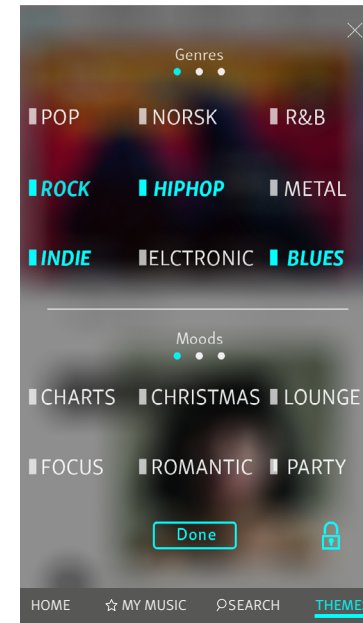 Genres
POP NORSK R&B
ROCK HIPHOP METAL
INDIE ELCTRONIC BLUES
Moods
CHARTS CHRISTMAS LOUNGE
FOCUS ROMANTIC PARTY
Done
HOME MY MUSIC SEARCH THEME